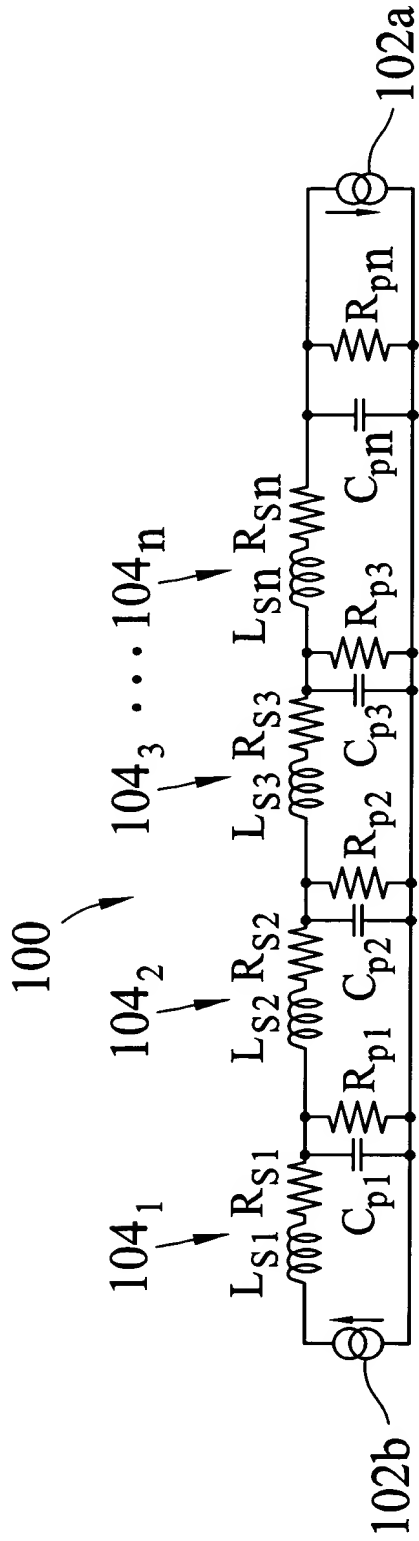 100
104₁ 104₂ 104₃ .... 104ₙ
L_S1 R_S1 L_S2 R_S2 L_S3 R_S3 L_Sn R_Sn
C_p1 R_p1 C_p2 R_p2 C_p3 R_p3 C_pn R_pn
102b 102a